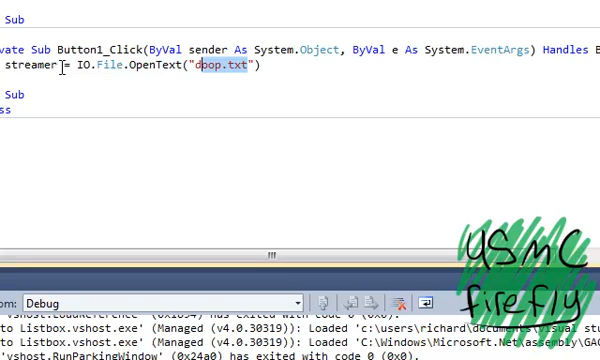 Sub
vate Sub Button1_Click(ByVal sender As System.Object, ByVal e As System.EventArgs) Handles B
streamer = IO.File.OpenText("doop.txt")
Sub
ss
om: Debug
to Listbox.vshost.exe' (Managed (v4.0.30319)): Loaded 'c:\users\richard\documents\visual stu
to Listbox.vshost.exe' (Managed (v4.0.30319)): Loaded 'C:\Windows\Microsoft.Net\assembly\GAC
'vshost.RunParkingWindow' (0x24a0) has exited with code 0 (0x0).
USMC
firefly